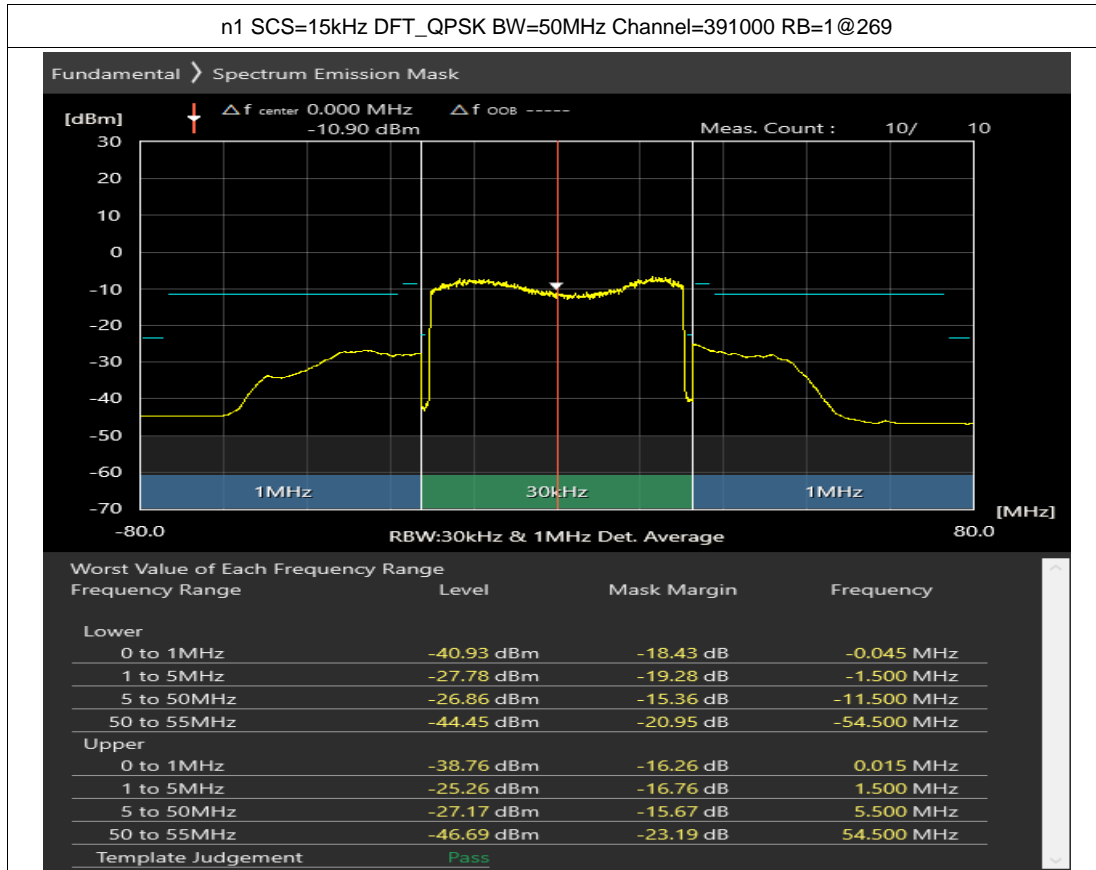 n1 SCS=15kHz DFT_QPSK BW=50MHz Channel=391000 RB=1@269
Fundamental ❯ Spectrum Emission Mask
[dBm] △f center 0.000 MHz △f OOB -----
-10.90 dBm Meas. Count : 10/ 10
30
20
10
0
-10
-20
-30
-40
-50
-60
1MHz 30kHz 1MHz
-70 [MHz]
-80.0 RBW:30kHz & 1MHz Det. Average 80.0
Worst Value of Each Frequency Range
Frequency Range Level Mask Margin Frequency
Lower
0 to 1MHz -40.93 dBm -18.43 dB -0.045 MHz
1 to 5MHz -27.78 dBm -19.28 dB -1.500 MHz
5 to 50MHz -26.86 dBm -15.36 dB -11.500 MHz
50 to 55MHz -44.45 dBm -20.95 dB -54.500 MHz
Upper
0 to 1MHz -38.76 dBm -16.26 dB 0.015 MHz
1 to 5MHz -25.26 dBm -16.76 dB 1.500 MHz
5 to 50MHz -27.17 dBm -15.67 dB 5.500 MHz
50 to 55MHz -46.69 dBm -23.19 dB 54.500 MHz
Template Judgement Pass